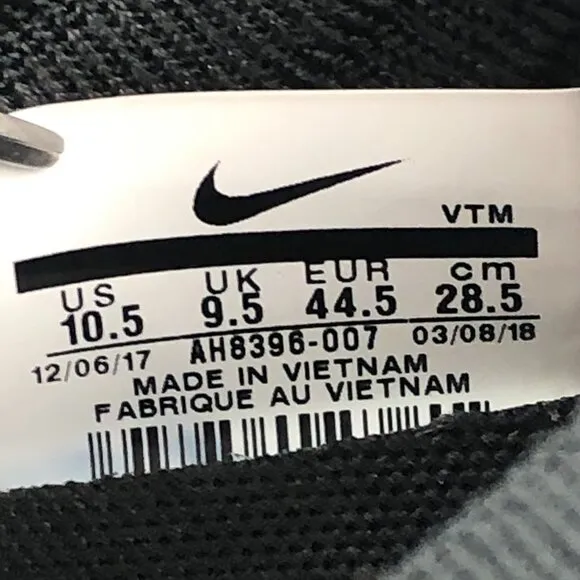 VTM
US UK EUR cm
10.5 9.5 44.5 28.5
12/06/17 AH8396-007 03/08/18
MADE IN VIETNAM
FABRIQUE AU VIETNAM